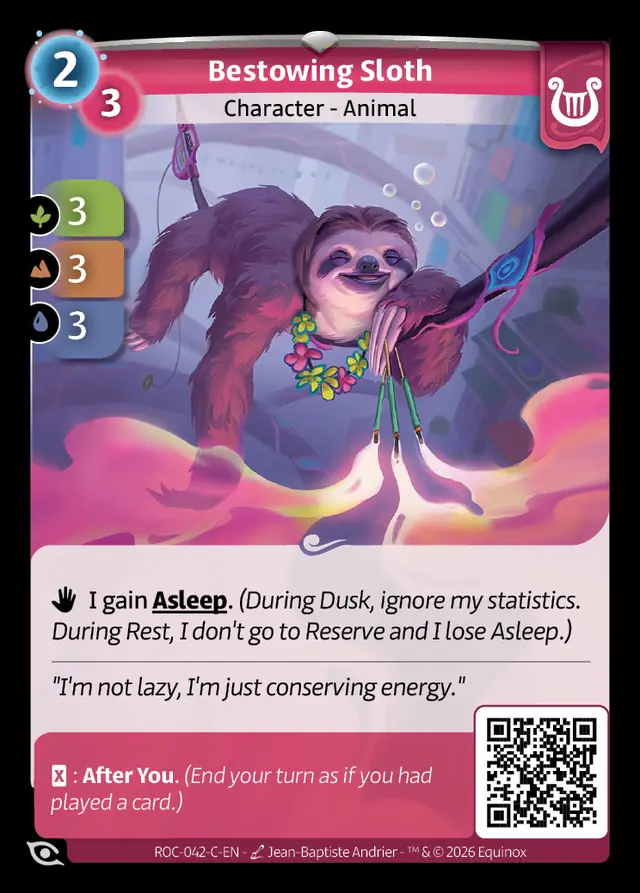 2
Bestowing Sloth
3
Character - Animal
3
3
3
I gain Asleep. (During Dusk, ignore my statistics.
During Rest, I don't go to Reserve and I lose Asleep.)
"I'm not lazy, I'm just conserving energy."
X : After You. (End your turn as if you had
played a card.)
ROC-042-C-EN - Jean-Baptiste Andrier - ™ & © 2026 Equinox